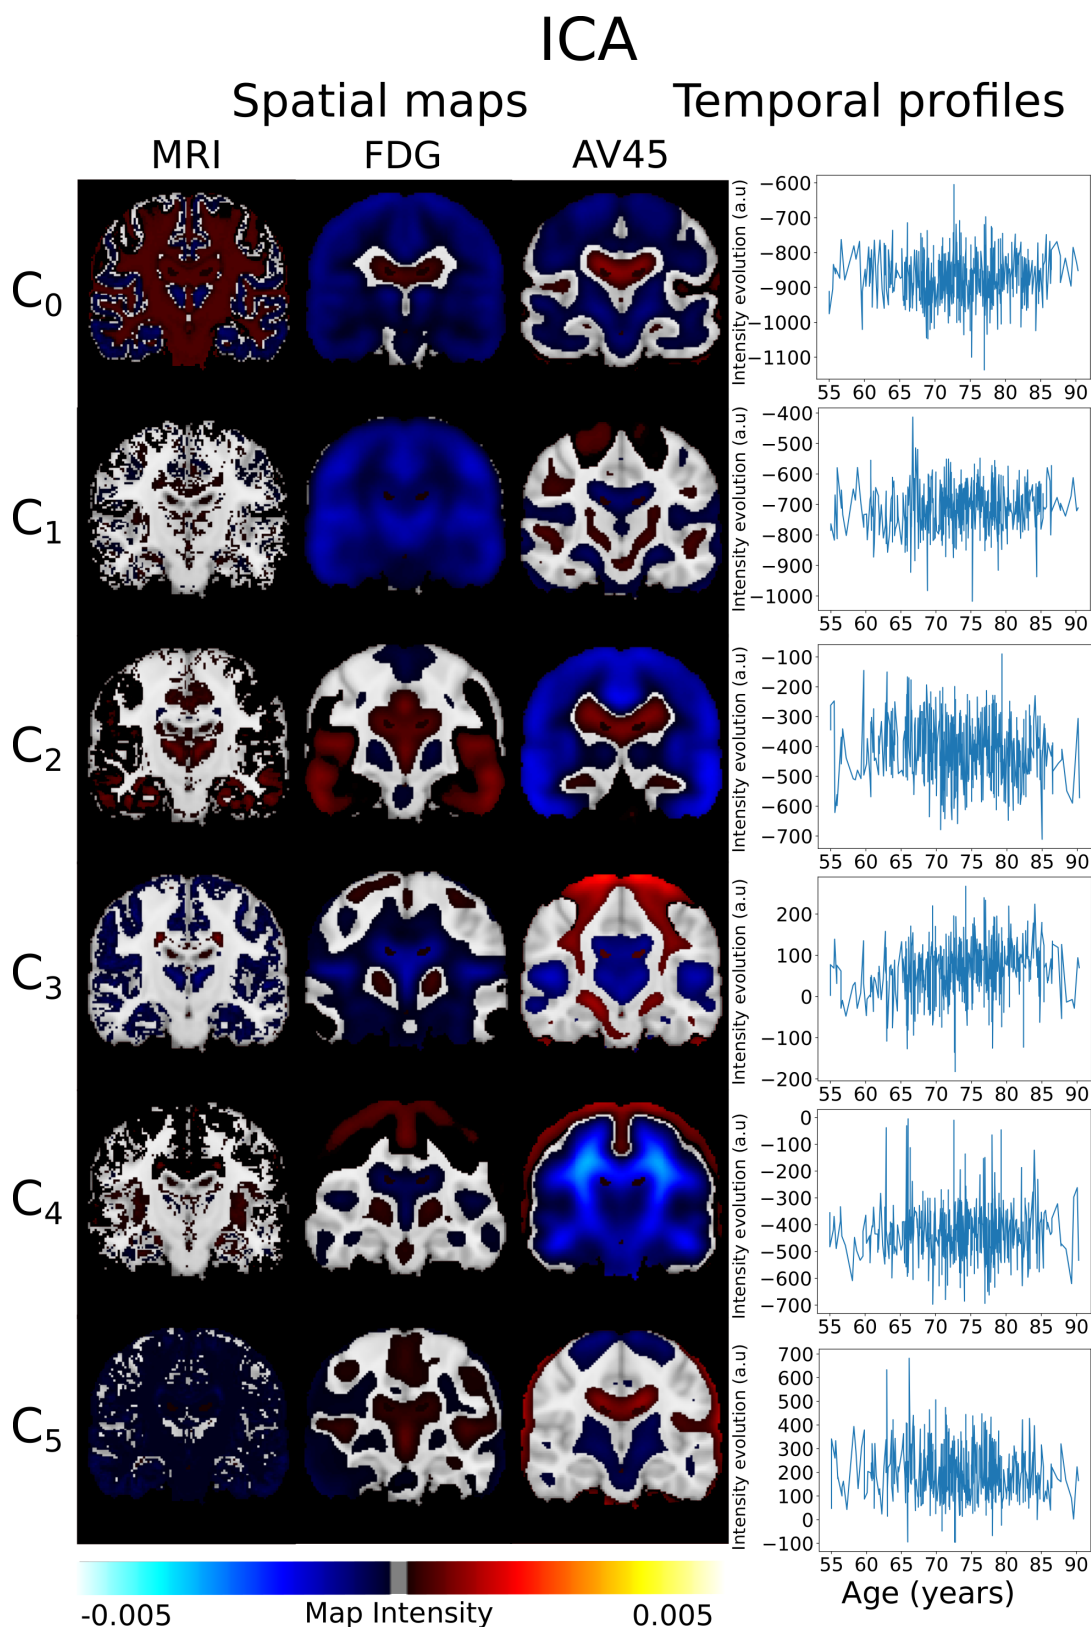 ICA
Spatial maps Temporal profiles
MRI FDG AV45
C0
Intensity evolution (a.u)
−600
−700
−800
−900
−1000
−1100
55 60 65 70 75 80 85 90
C1
Intensity evolution (a.u)
−400
−500
−600
−700
−800
−900
−1000
55 60 65 70 75 80 85 90
C2
Intensity evolution (a.u)
−100
−200
−300
−400
−500
−600
−700
55 60 65 70 75 80 85 90
C3
Intensity evolution (a.u)
200
100
0
−100
−200
55 60 65 70 75 80 85 90
C4
Intensity evolution (a.u)
0
−100
−200
−300
−400
−500
−600
−700
55 60 65 70 75 80 85 90
C5
Intensity evolution (a.u)
700
600
500
400
300
200
100
0
−100
55 60 65 70 75 80 85 90
Age (years)
-0.005 Map Intensity 0.005